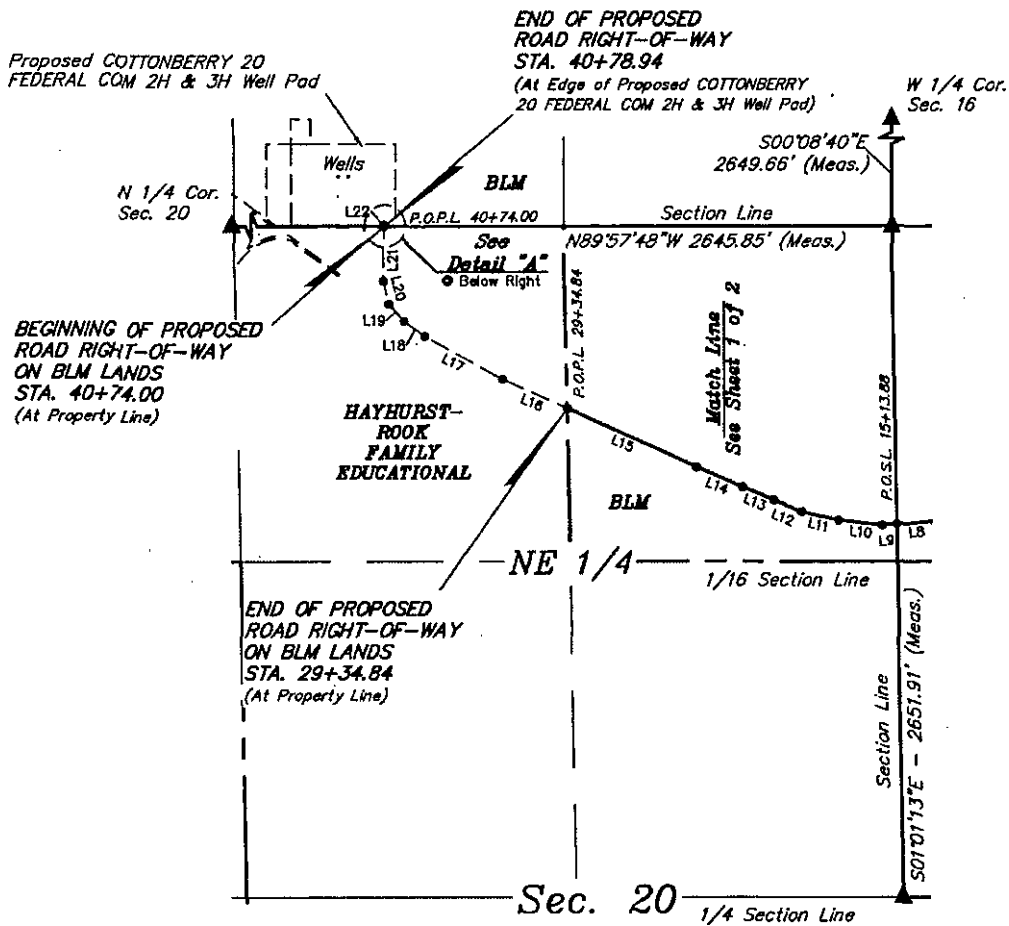 END OF PROPOSED
ROAD RIGHT-OF-WAY
STA. 40+78.94
(At Edge of Proposed COTTONBERRY
20 FEDERAL COM 2H & 3H Well Pad)
Proposed COTTONBERRY 20
FEDERAL COM 2H & 3H Well Pad
W 1/4 Cor.
Sec. 16
S00°08'40"E
2649.66' (Meas.)
Wells
BLM
N 1/4 Cor.
Sec. 20
L22
P.O.P.L. 40+74.00
Section Line
N89°57'48"W 2645.85' (Meas.)
See
Detail "A"
Below Right
L21
L20
L19
L18
L17
L16
P.O.P.L. 29+34.84
Match Line
See Sheet 1 of 2
BEGINNING OF PROPOSED
ROAD RIGHT-OF-WAY
ON BLM LANDS
STA. 40+74.00
(At Property Line)
HAYHURST-
ROOK
FAMILY
EDUCATIONAL
L15
L14
L13
L12
L11
L10
L9
L8
P.O.S.L. 15+13.88
BLM
NE 1/4
1/16 Section Line
END OF PROPOSED
ROAD RIGHT-OF-WAY
ON BLM LANDS
STA. 29+34.84
(At Property Line)
Section Line
S01°01'13"E - 2651.91' (Meas.)
Sec. 20
1/4 Section Line